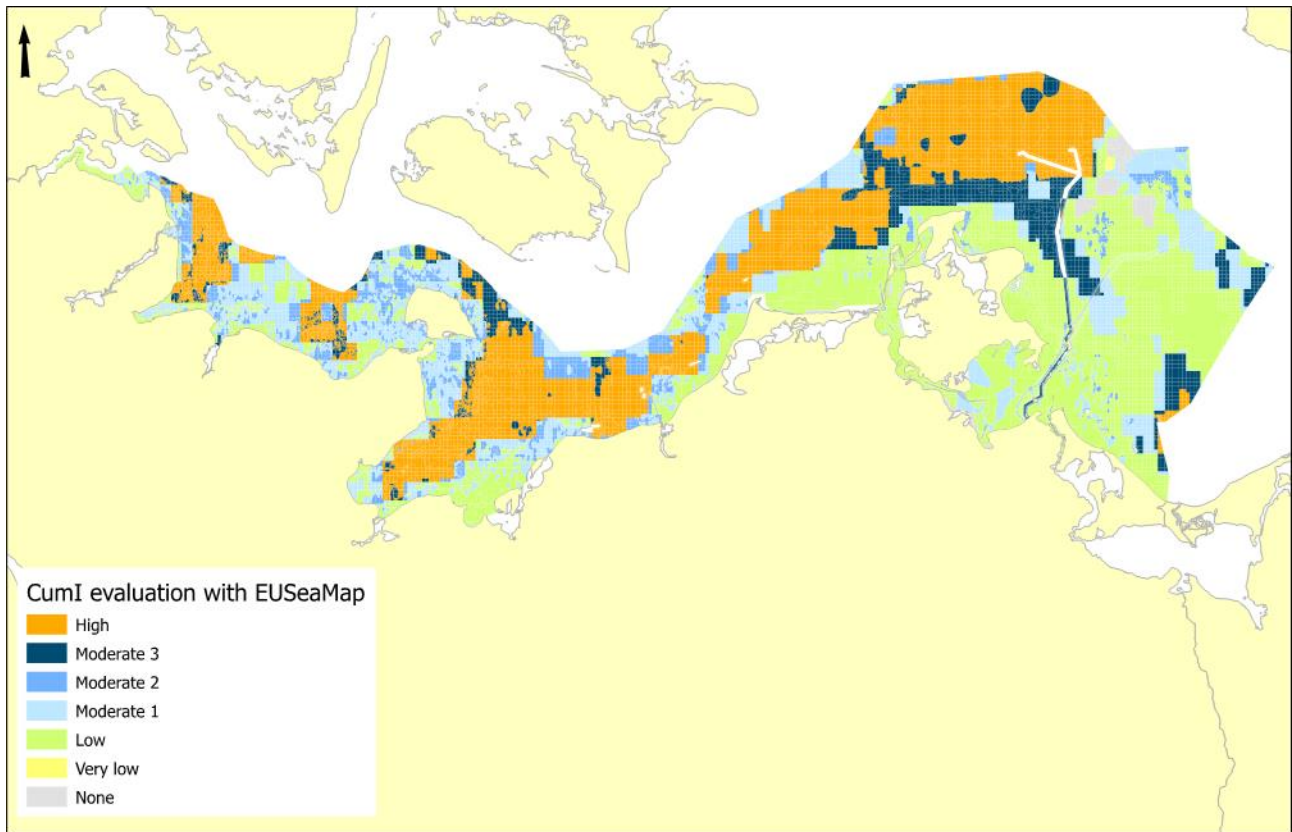 CumI evaluation with EUSeaMap
High
Moderate 3
Moderate 2
Moderate 1
Low
Very low
None